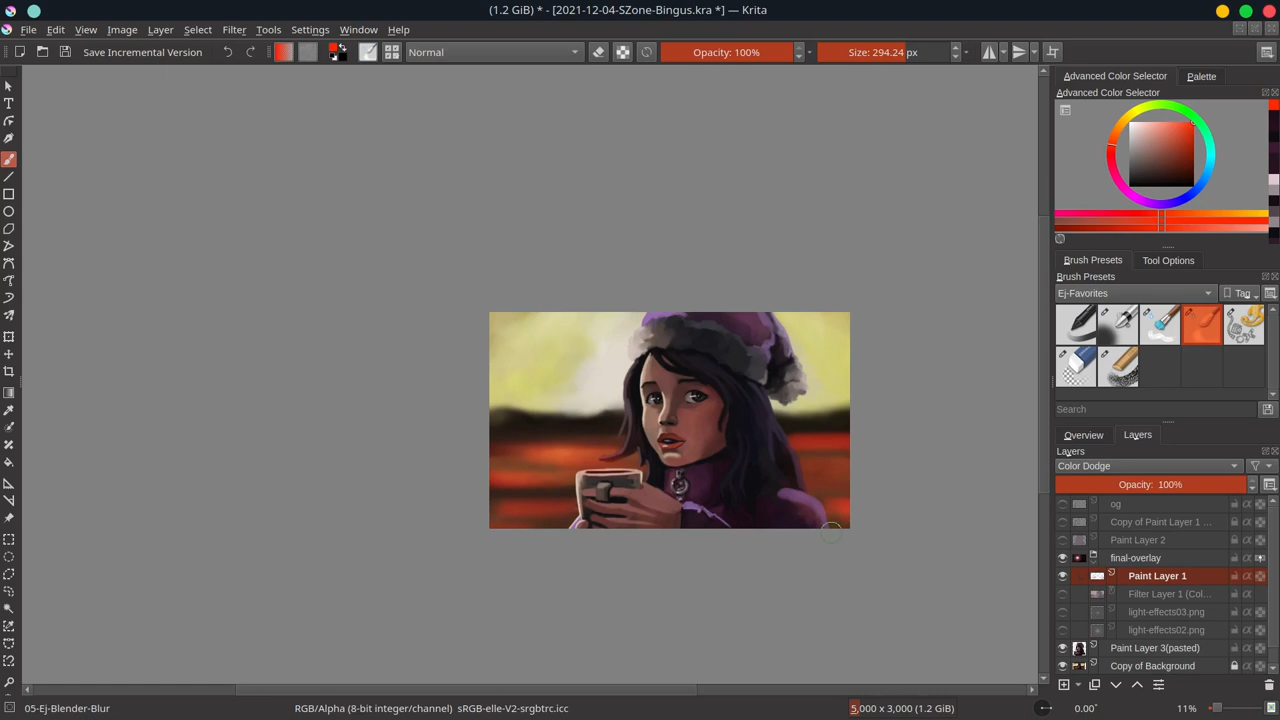 (1.2 GiB) * - [2021-12-04-SZone-Bingus.kra *] — Krita
File Edit View Image Layer Select Filter Tools Settings Window Help
Save Incremental Version Normal Opacity: 100% Size: 294.24 px
Advanced Color Selector Palette
Advanced Color Selector
Brush Presets Tool Options
Brush Presets
Ej-Favorites Tag
Search
Overview Layers
Layers
Color Dodge
Opacity: 100%
og
Copy of Paint Layer 1 ...
Paint Layer 2
final-overlay
Paint Layer 1
Filter Layer 1 (Col...
light-effects03.png
light-effects02.png
Paint Layer 3(pasted)
Copy of Background
05-Ej-Blender-Blur RGB/Alpha (8-bit integer/channel) sRGB-elle-V2-srgbtrc.icc 5,000 x 3,000 (1.2 GiB) 0.00° 11%